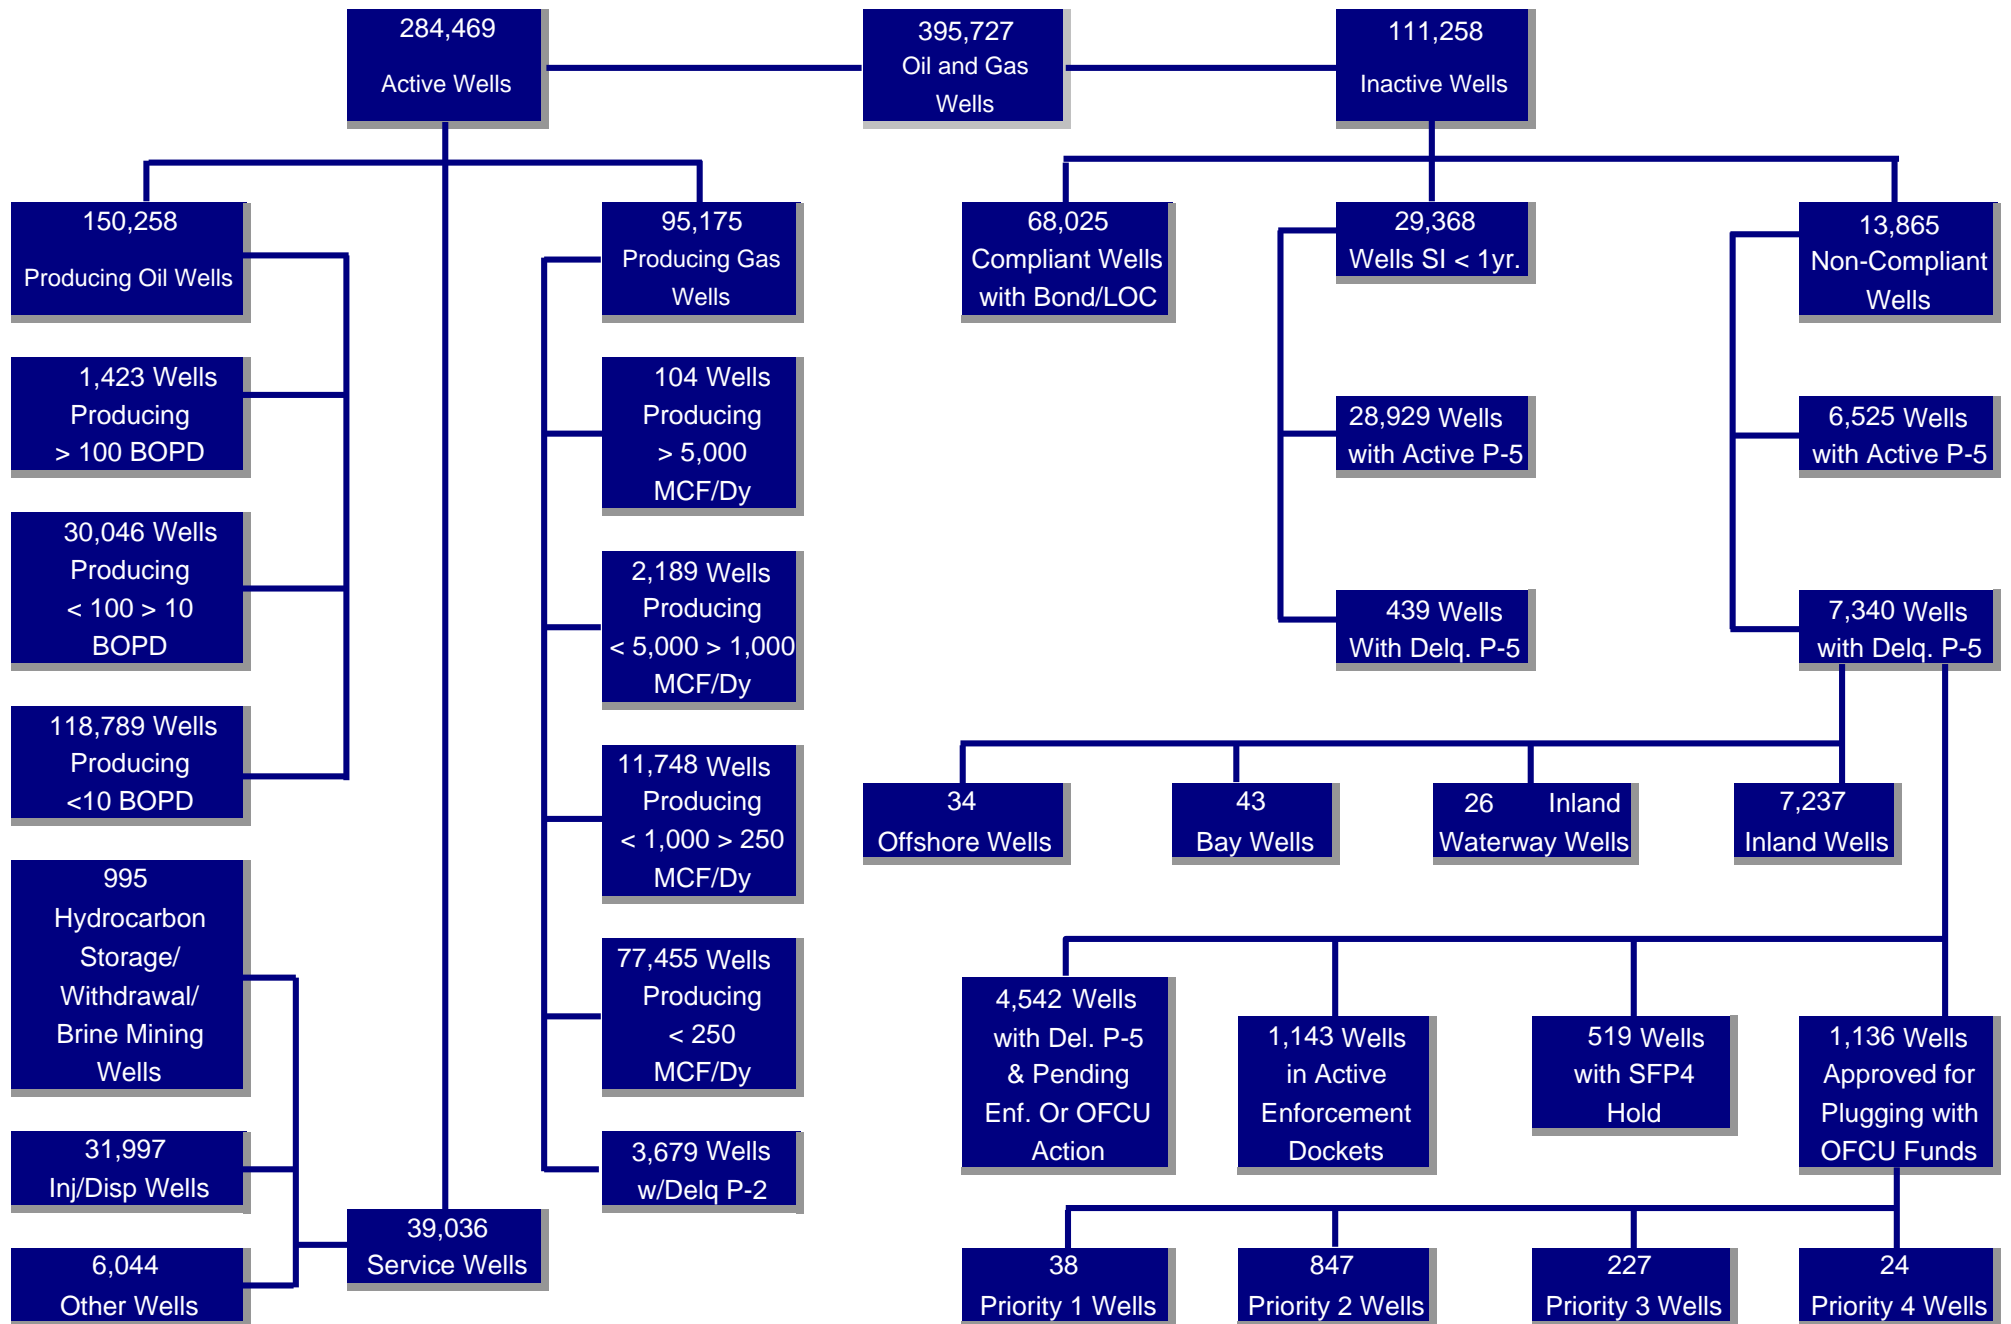 284,469
Active Wells
395,727
Oil and Gas
Wells
111,258
Inactive Wells
150,258
Producing Oil Wells
95,175
Producing Gas
Wells
68,025
Compliant Wells
with Bond/LOC
29,368
Wells SI < 1yr.
13,865
Non-Compliant
Wells
1,423 Wells
Producing
> 100 BOPD
104 Wells
Producing
> 5,000
MCF/Dy
28,929 Wells
with Active P-5
6,525 Wells
with Active P-5
30,046 Wells
Producing
< 100 > 10
BOPD
2,189 Wells
Producing
< 5,000 > 1,000
MCF/Dy
439 Wells
With Delq. P-5
7,340 Wells
with Delq. P-5
118,789 Wells
Producing
<10 BOPD
11,748 Wells
Producing
< 1,000 > 250
MCF/Dy
34
Offshore Wells
43
Bay Wells
26 Inland
Waterway Wells
7,237
Inland Wells
995
Hydrocarbon
Storage/
Withdrawal/
Brine Mining
Wells
77,455 Wells
Producing
< 250
MCF/Dy
4,542 Wells
with Del. P-5
& Pending
Enf. Or OFCU
Action
1,143 Wells
in Active
Enforcement
Dockets
519 Wells
with SFP4
Hold
1,136 Wells
Approved for
Plugging with
OFCU Funds
31,997
Inj/Disp Wells
3,679 Wells
w/Delq P-2
39,036
Service Wells
6,044
Other Wells
38
Priority 1 Wells
847
Priority 2 Wells
227
Priority 3 Wells
24
Priority 4 Wells